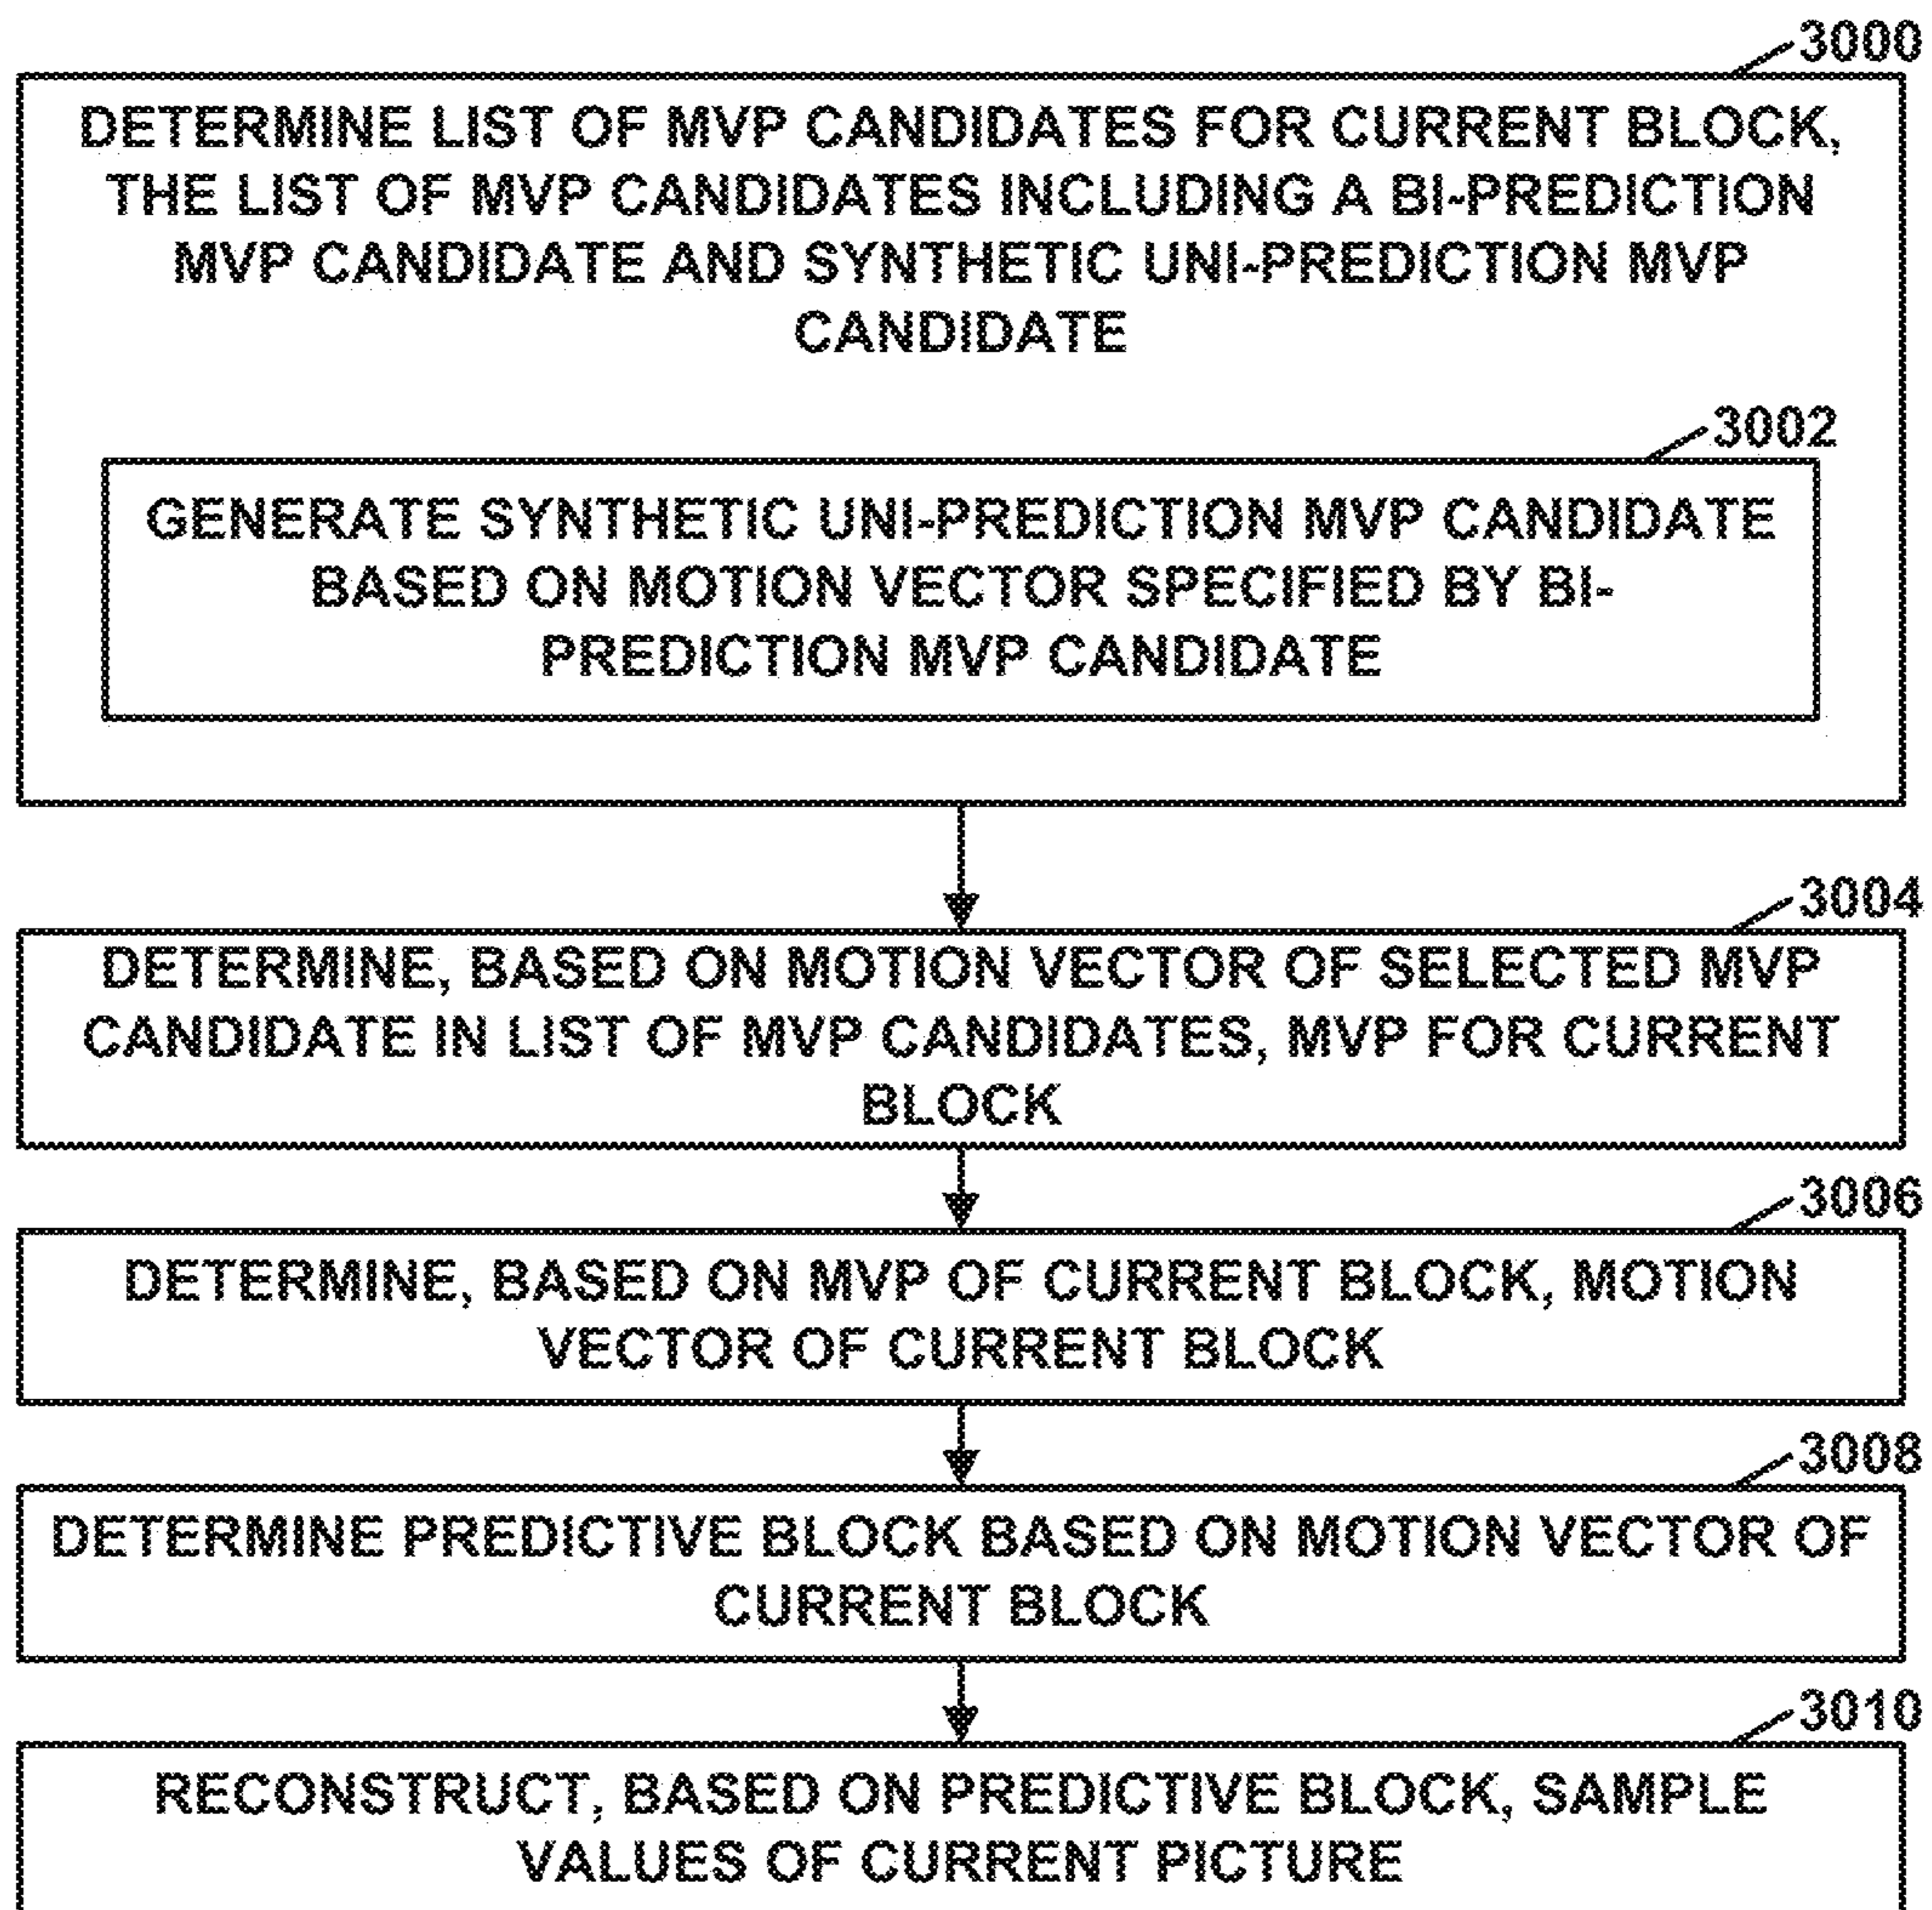 3000
DETERMINE LIST OF MVP CANDIDATES FOR CURRENT BLOCK,
THE LIST OF MVP CANDIDATES INCLUDING A BI-PREDICTION
MVP CANDIDATE AND SYNTHETIC UNI-PREDICTION MVP
CANDIDATE
3002
GENERATE SYNTHETIC UNI-PREDICTION MVP CANDIDATE
BASED ON MOTION VECTOR SPECIFIED BY BI-
PREDICTION MVP CANDIDATE
3004
DETERMINE, BASED ON MOTION VECTOR OF SELECTED MVP
CANDIDATE IN LIST OF MVP CANDIDATES, MVP FOR CURRENT
BLOCK
3006
DETERMINE, BASED ON MVP OF CURRENT BLOCK, MOTION
VECTOR OF CURRENT BLOCK
3008
DETERMINE PREDICTIVE BLOCK BASED ON MOTION VECTOR OF
CURRENT BLOCK
3010
RECONSTRUCT, BASED ON PREDICTIVE BLOCK, SAMPLE
VALUES OF CURRENT PICTURE